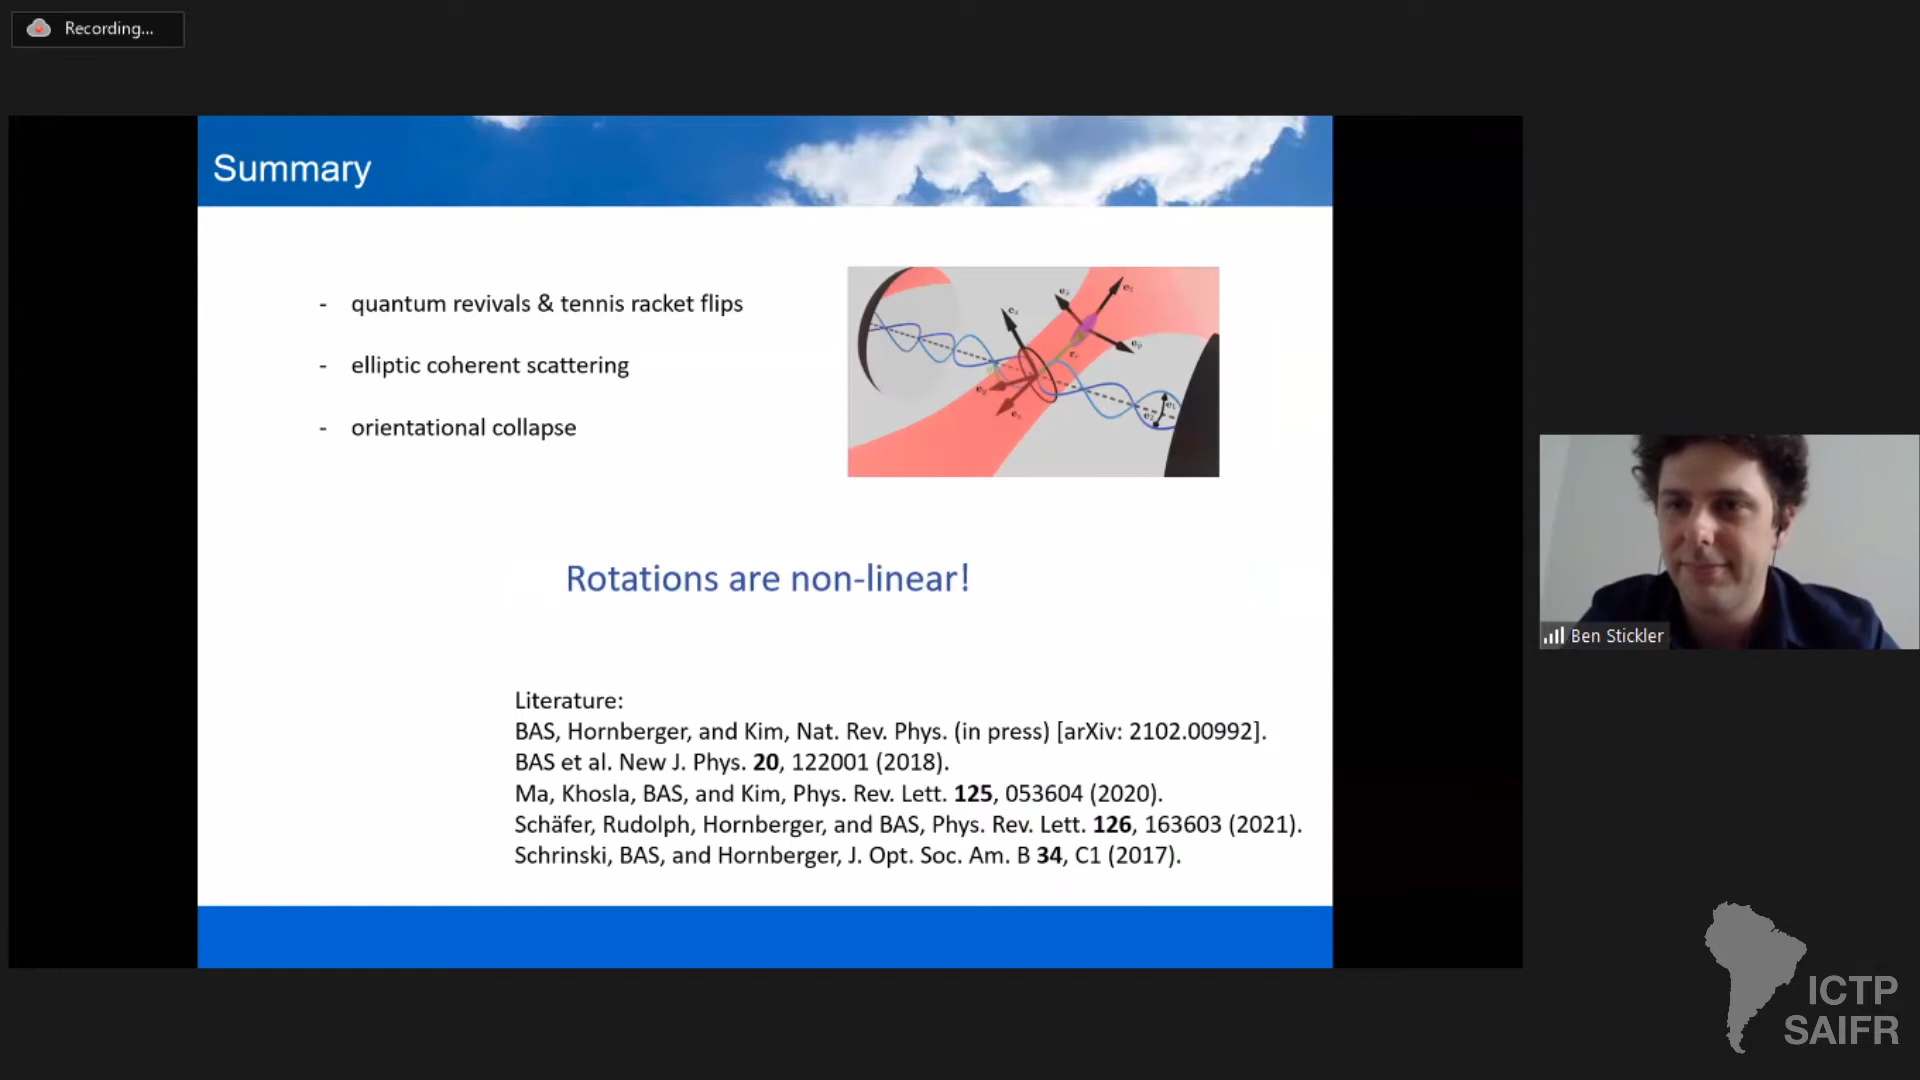 Recording...
Summary
- quantum revivals & tennis racket flips
- elliptic coherent scattering
- orientational collapse
Rotations are non-linear!
Literature:
BAS, Hornberger, and Kim, Nat. Rev. Phys. (in press) [arXiv: 2102.00992].
BAS et al. New J. Phys. 20, 122001 (2018).
Ma, Khosla, BAS, and Kim, Phys. Rev. Lett. 125, 053604 (2020).
Schäfer, Rudolph, Hornberger, and BAS, Phys. Rev. Lett. 126, 163603 (2021).
Schrinski, BAS, and Hornberger, J. Opt. Soc. Am. B 34, C1 (2017).
Ben Stickler
ICTP
SAIFR